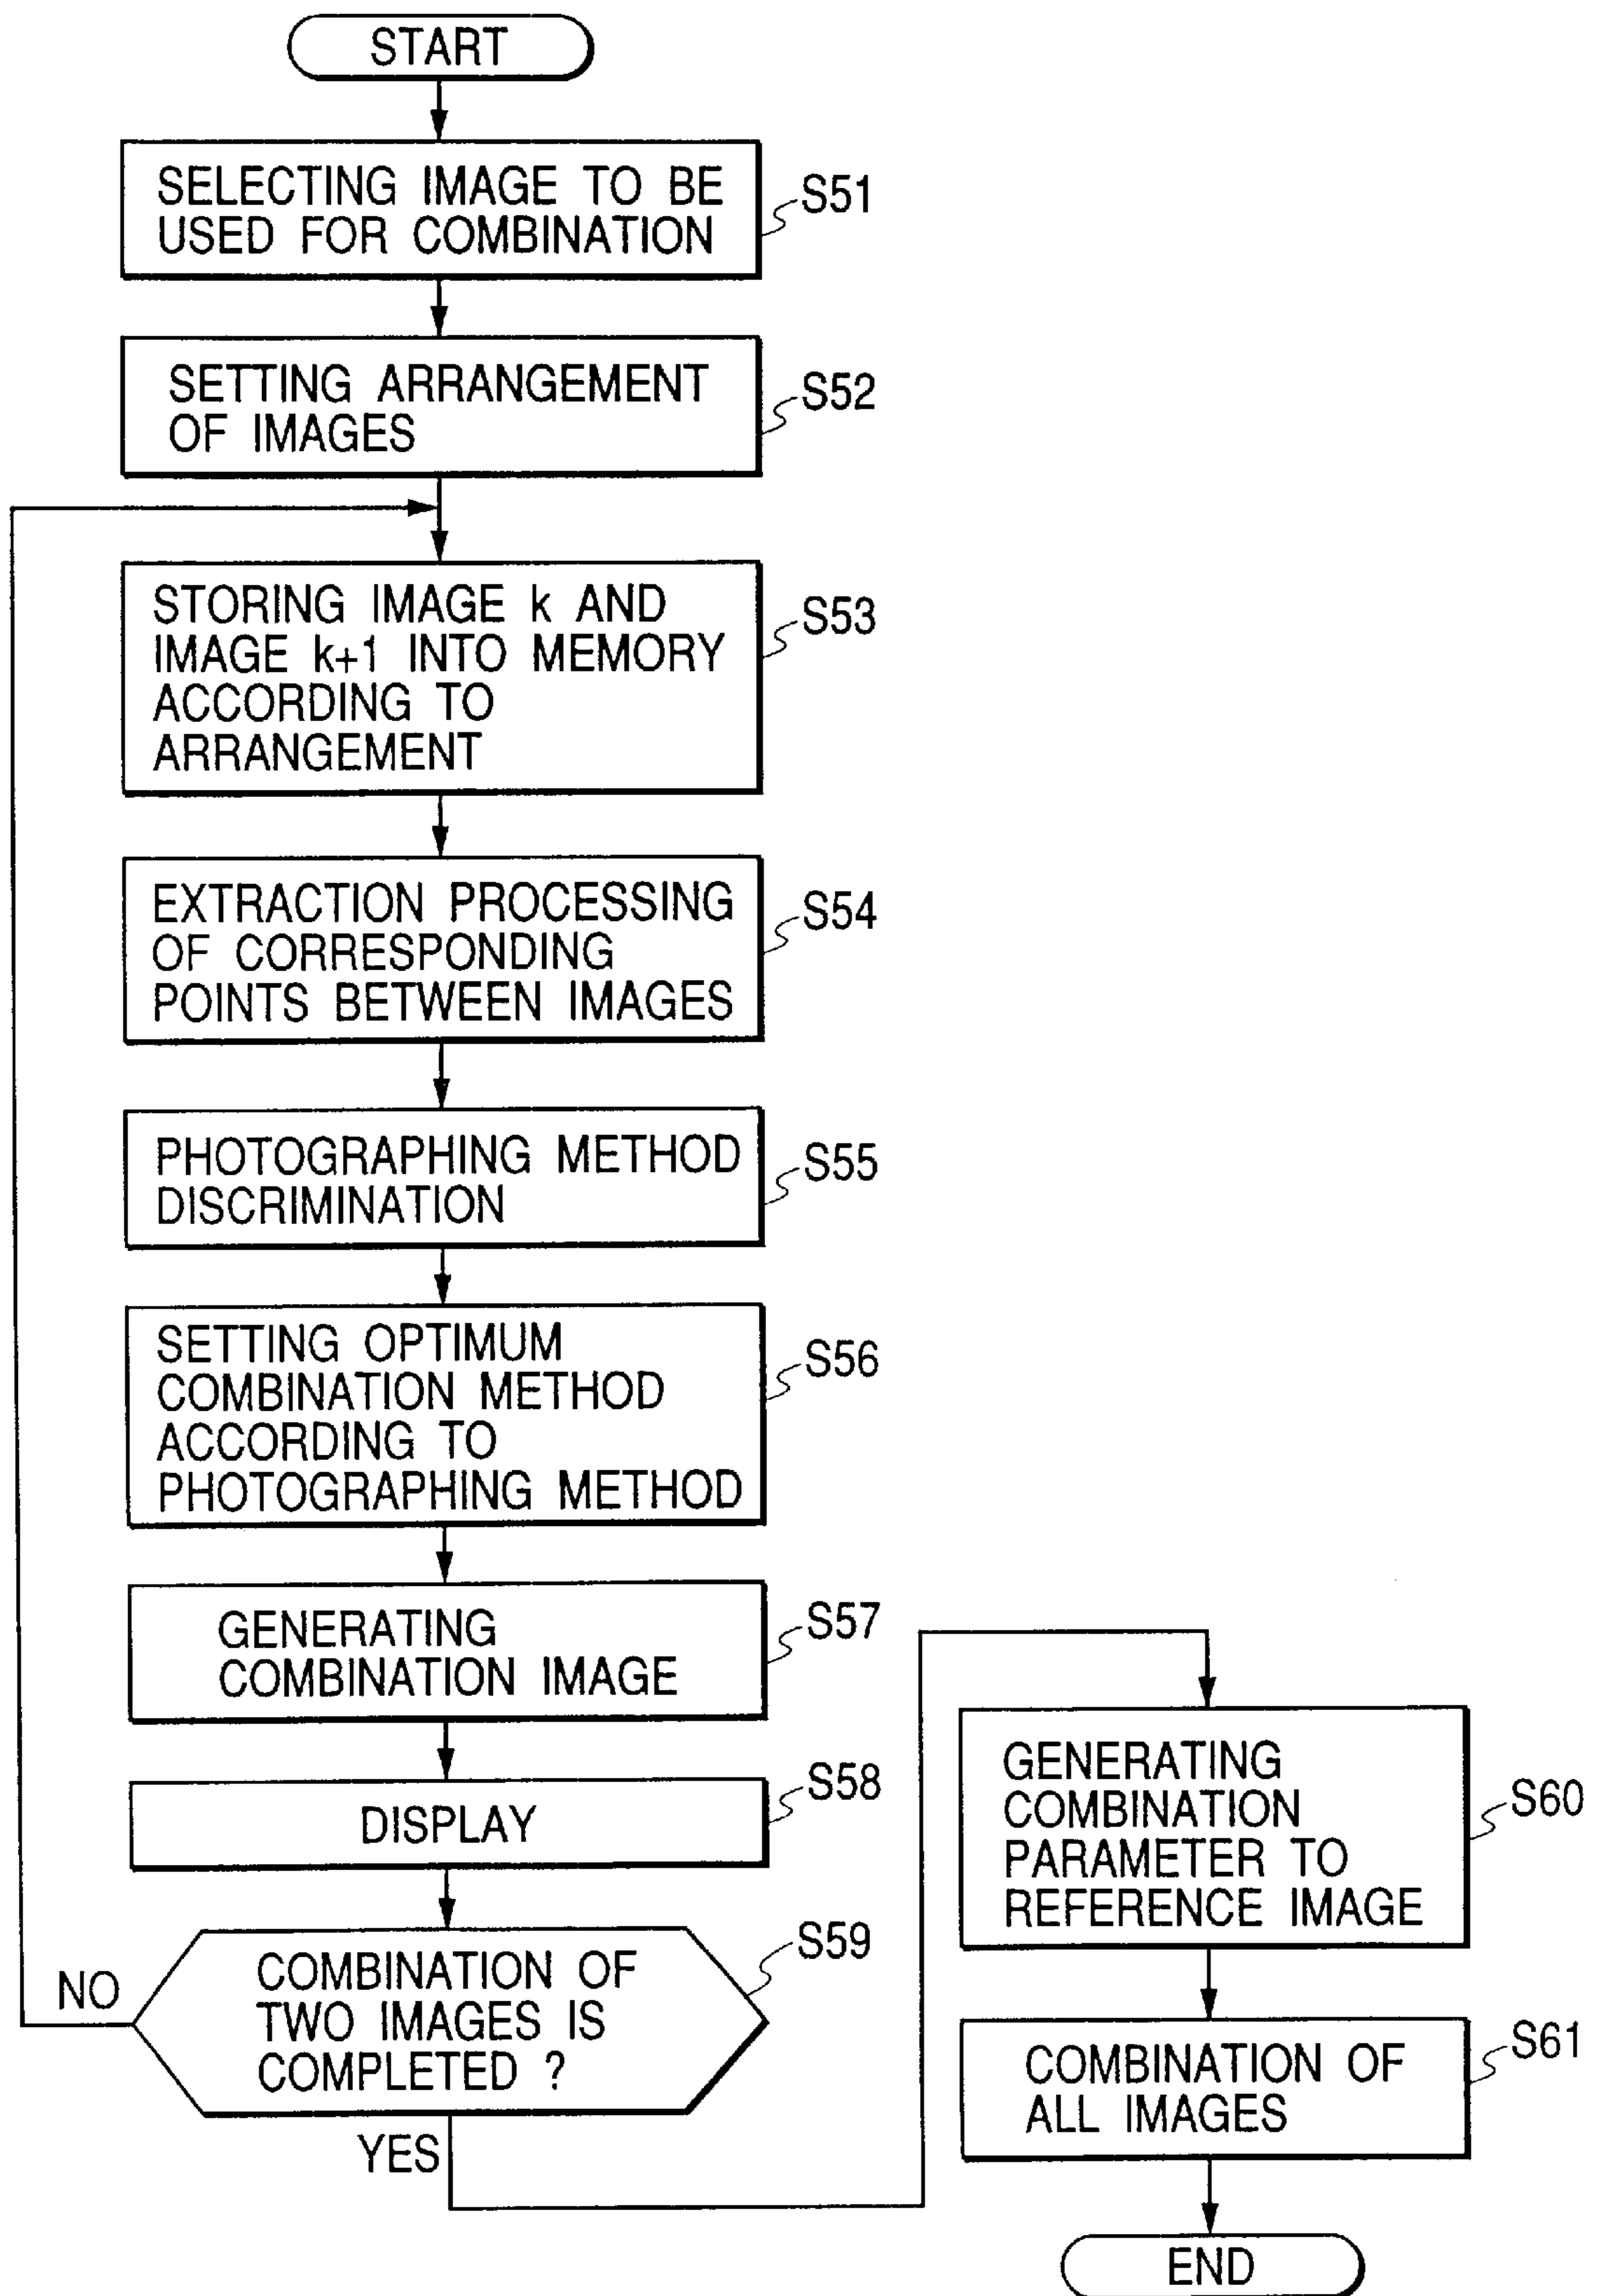 START
SELECTING IMAGE TO BE
USED FOR COMBINATION
S51
SETTING ARRANGEMENT
OF IMAGES
S52
STORING IMAGE k AND
IMAGE k+1 INTO MEMORY
ACCORDING TO
ARRANGEMENT
S53
EXTRACTION PROCESSING
OF CORRESPONDING
POINTS BETWEEN IMAGES
S54
PHOTOGRAPHING METHOD
DISCRIMINATION
S55
SETTING OPTIMUM
COMBINATION METHOD
ACCORDING TO
PHOTOGRAPHING METHOD
S56
GENERATING
COMBINATION IMAGE
S57
DISPLAY
S58
COMBINATION OF
TWO IMAGES IS
COMPLETED ?
S59
NO
YES
GENERATING
COMBINATION
PARAMETER TO
REFERENCE IMAGE
S60
COMBINATION OF
ALL IMAGES
S61
END